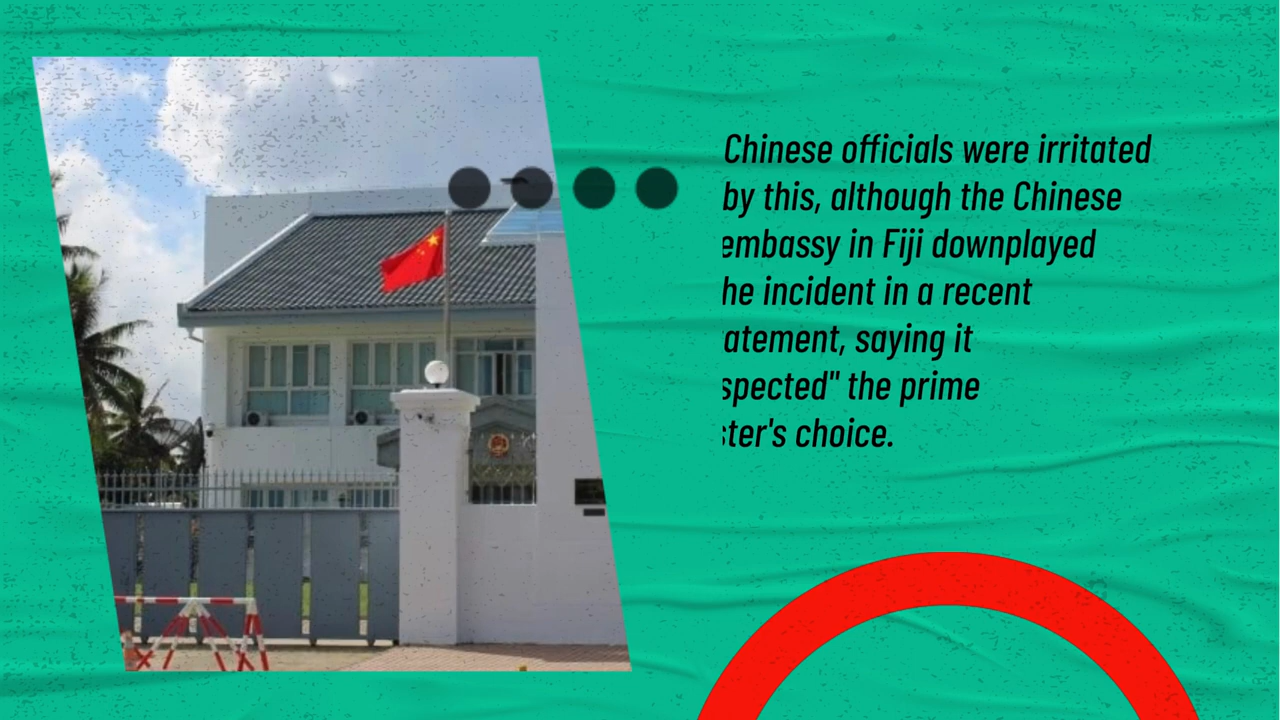 Chinese officials were irritated
by this, although the Chinese
embassy in Fiji downplayed
he incident in a recent
atement, saying it
spected" the prime
ter's choice.